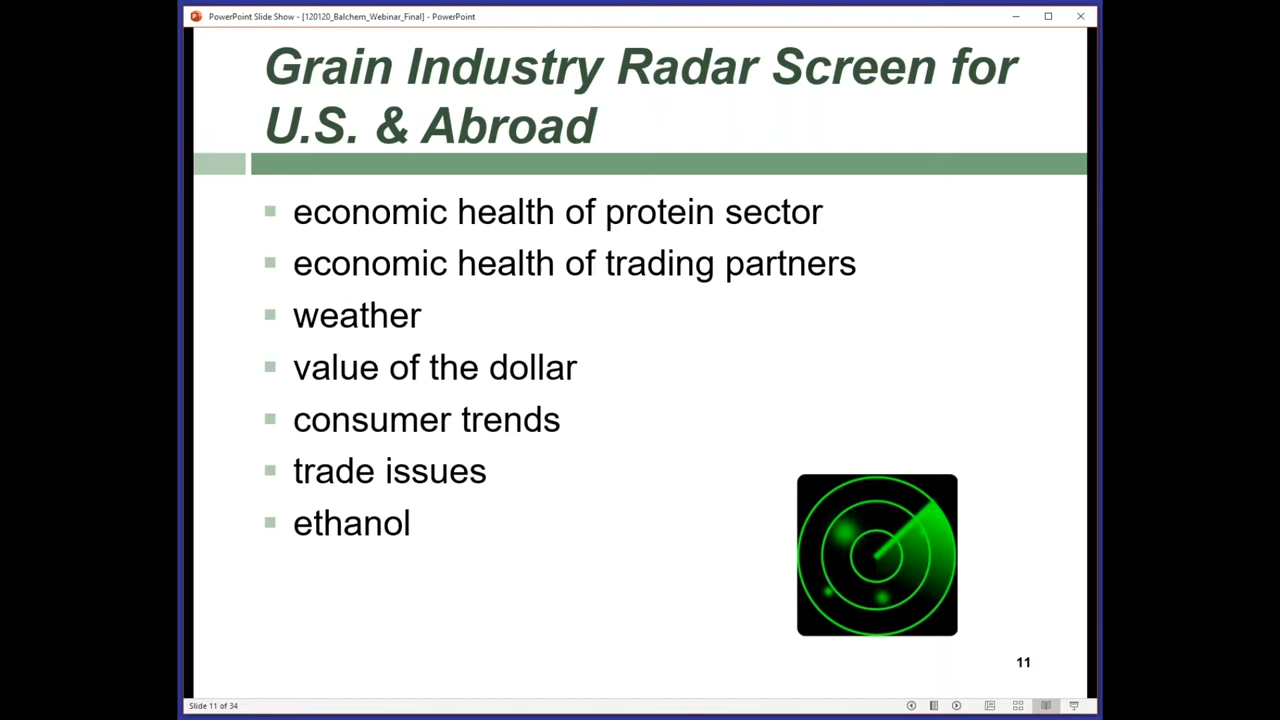 PowerPoint Slide Show - [120120_Balchem_Webinar_Final] - PowerPoint
Grain Industry Radar Screen for
U.S. & Abroad
economic health of protein sector
economic health of trading partners
weather
value of the dollar
consumer trends
trade issues
ethanol
11
Slide 11 of 34